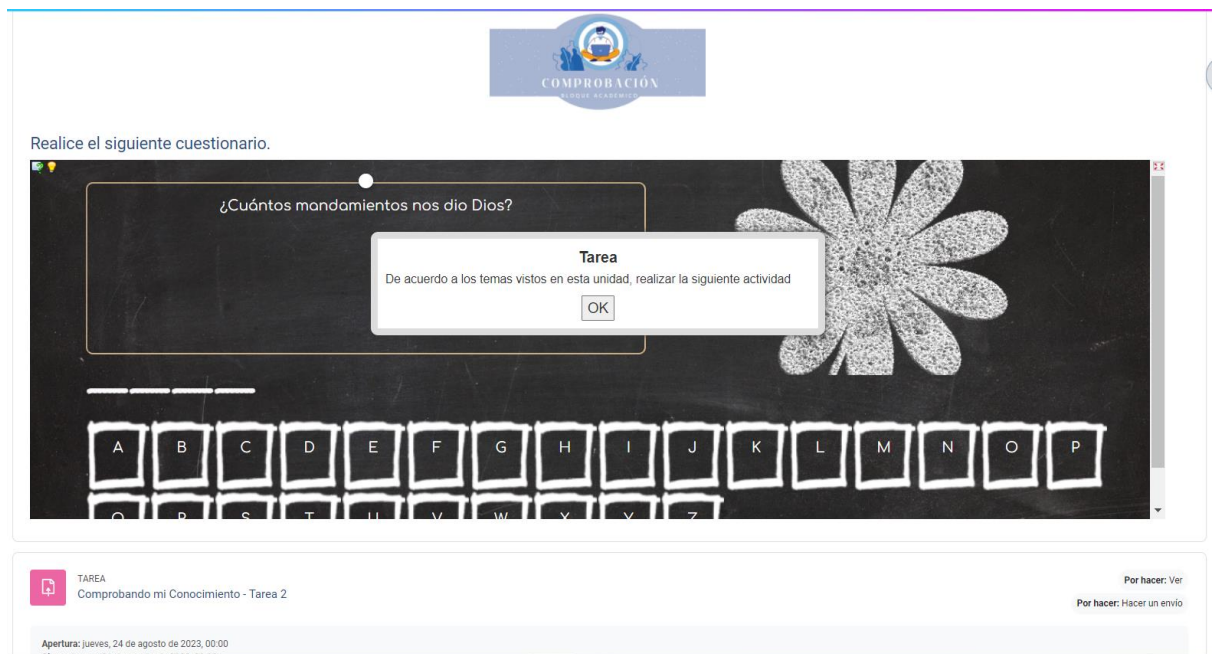 COMPROBACIÓN
BLOQUE ACADEMICO
Realice el siguiente cuestionario.
¿Cuántos mandamientos nos dio Dios?
Tarea
De acuerdo a los temas vistos en esta unidad, realizar la siguiente actividad
OK
A B C D E F G H I J K L M N O P
Q R S T U V W X Y Z
TAREA
Comprobando mi Conocimiento - Tarea 2
Por hacer: Ver
Por hacer: Hacer un envío
Apertura: jueves, 24 de agosto de 2023, 00:00